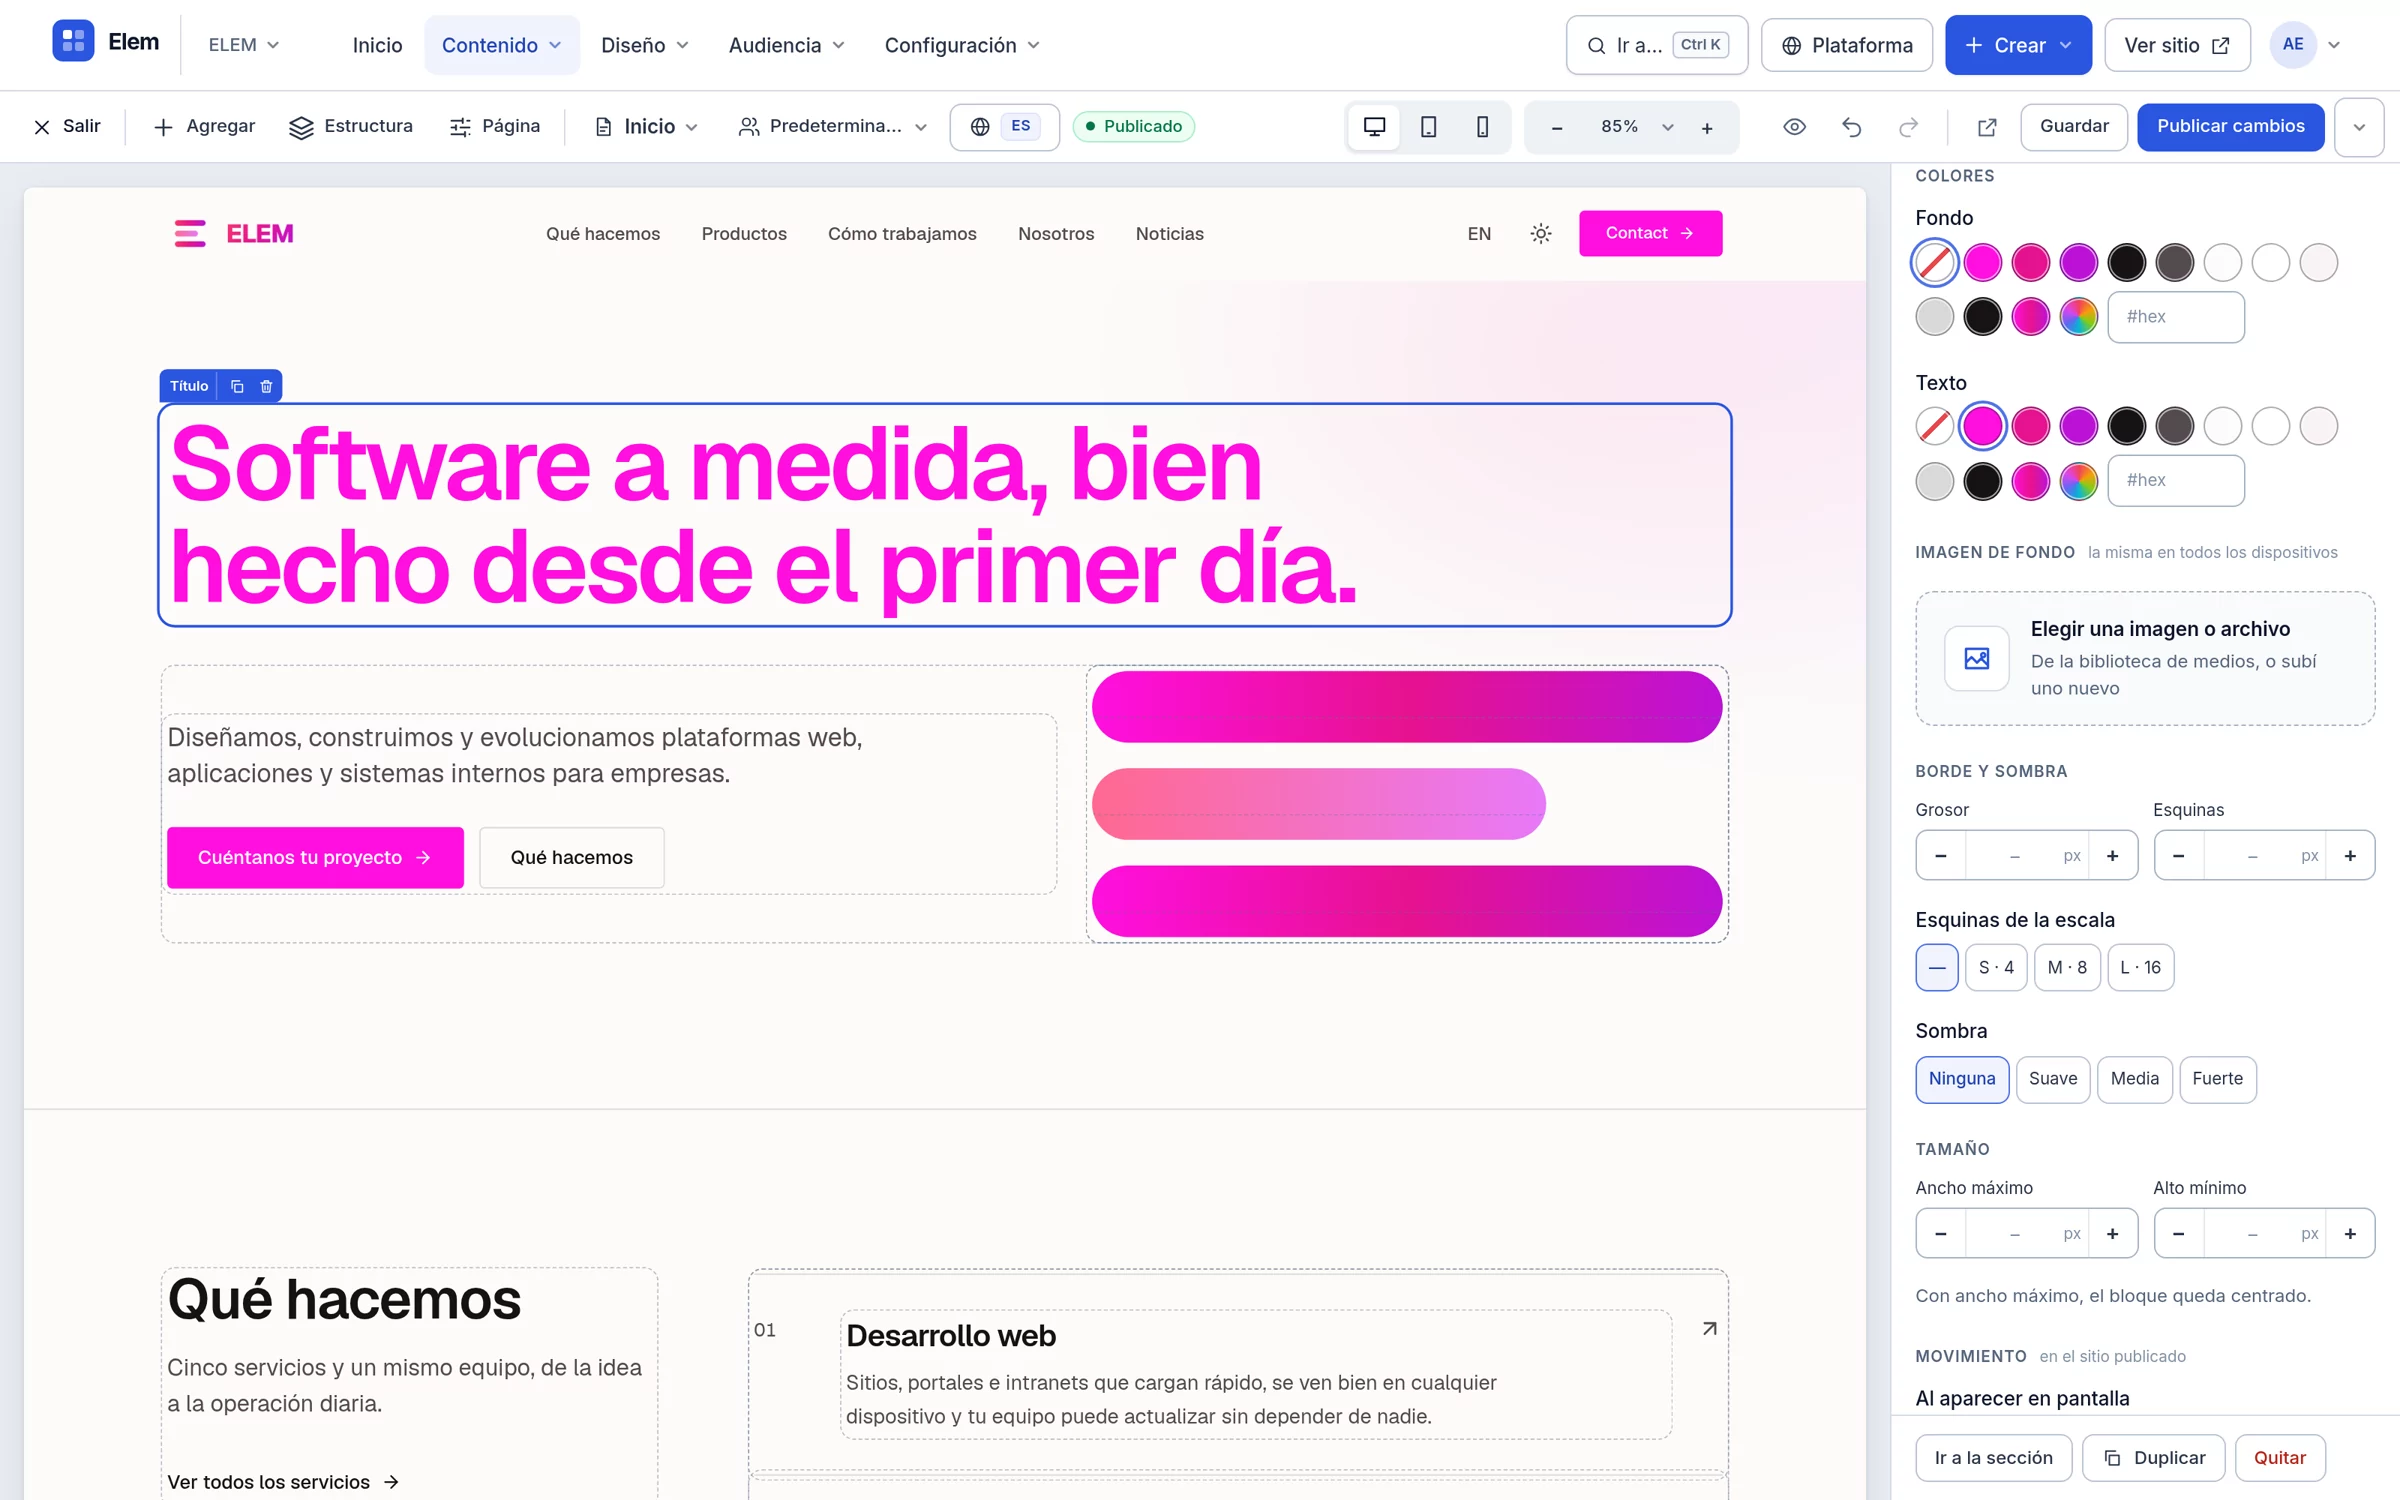 Elem
ELEM
Inicio
Contenido
Diseño
Audiencia
Configuración
Ir a...
Ctrl K
Plataforma
Crear
Ver sitio
AE
Salir
Agregar
Estructura
Página
Inicio
Predetermina...
ES
Publicado
85%
Guardar
Publicar cambios
ELEM
Qué hacemos
Productos
Cómo trabajamos
Nosotros
Noticias
EN
Contact
Título
Software a medida, bien
hecho desde el primer día.
Diseñamos, construimos y evolucionamos plataformas web,
aplicaciones y sistemas internos para empresas.
Cuéntanos tu proyecto
Qué hacemos
Qué hacemos
Cinco servicios y un mismo equipo, de la idea
a la operación diaria.
Ver todos los servicios
01
Desarrollo web
Sitios, portales e intranets que cargan rápido, se ven bien en cualquier
dispositivo y tu equipo puede actualizar sin depender de nadie.
COLORES
Fondo
#hex
Texto
#hex
IMAGEN DE FONDO la misma en todos los dispositivos
Elegir una imagen o archivo
De la biblioteca de medios, o subí
uno nuevo
BORDE Y SOMBRA
Grosor
Esquinas
– px
– px
Esquinas de la escala
—
S · 4
M · 8
L · 16
Sombra
Ninguna
Suave
Media
Fuerte
TAMAÑO
Ancho máximo
Alto mínimo
– px
– px
Con ancho máximo, el bloque queda centrado.
MOVIMIENTO en el sitio publicado
Al aparecer en pantalla
Ir a la sección
Duplicar
Quitar